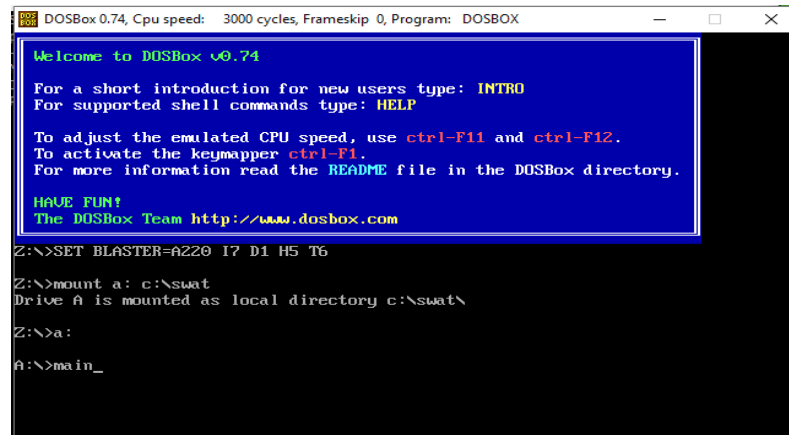 DOSBox 0.74, Cpu speed: 3000 cycles, Frameskip 0, Program: DOSBOX
Welcome to DOSBox v0.74
For a short introduction for new users type: INTRO
For supported shell commands type: HELP
To adjust the emulated CPU speed, use ctrl-F11 and ctrl-F12.
To activate the keymapper ctrl-F1.
For more information read the README file in the DOSBox directory.
HAVE FUN!
The DOSBox Team http://www.dosbox.com
Z:\>SET BLASTER=A220 I7 D1 H5 T6
Z:\>mount a: c:\swat
Drive A is mounted as local directory c:\swat\
Z:\>a:
A:\>main_